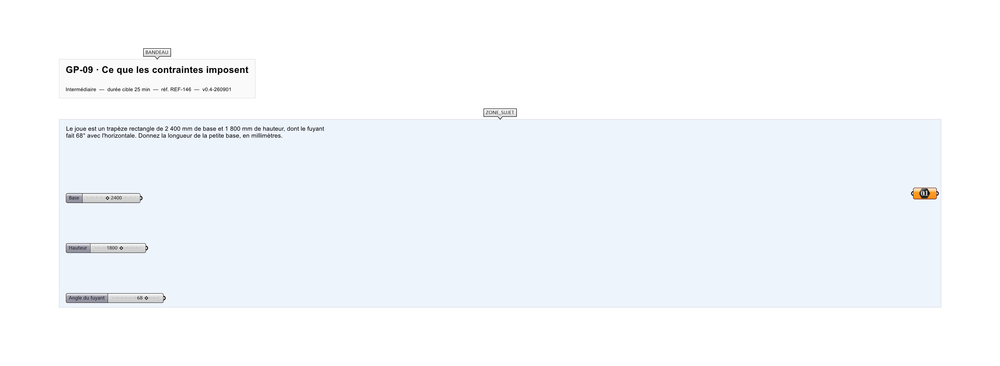 BANDEAU
GP-09 · Ce que les contraintes imposent
Intermédiaire — durée cible 25 min — réf. REF-146 — v0.4-260901
ZONE_SUJET
Le joue est un trapèze rectangle de 2 400 mm de base et 1 800 mm de hauteur, dont le fuyant
fait 68° avec l'horizontale. Donnez la longueur de la petite base, en millimètres.
0.1
Base 2400
Hauteur 1800
Angle du fuyant 68